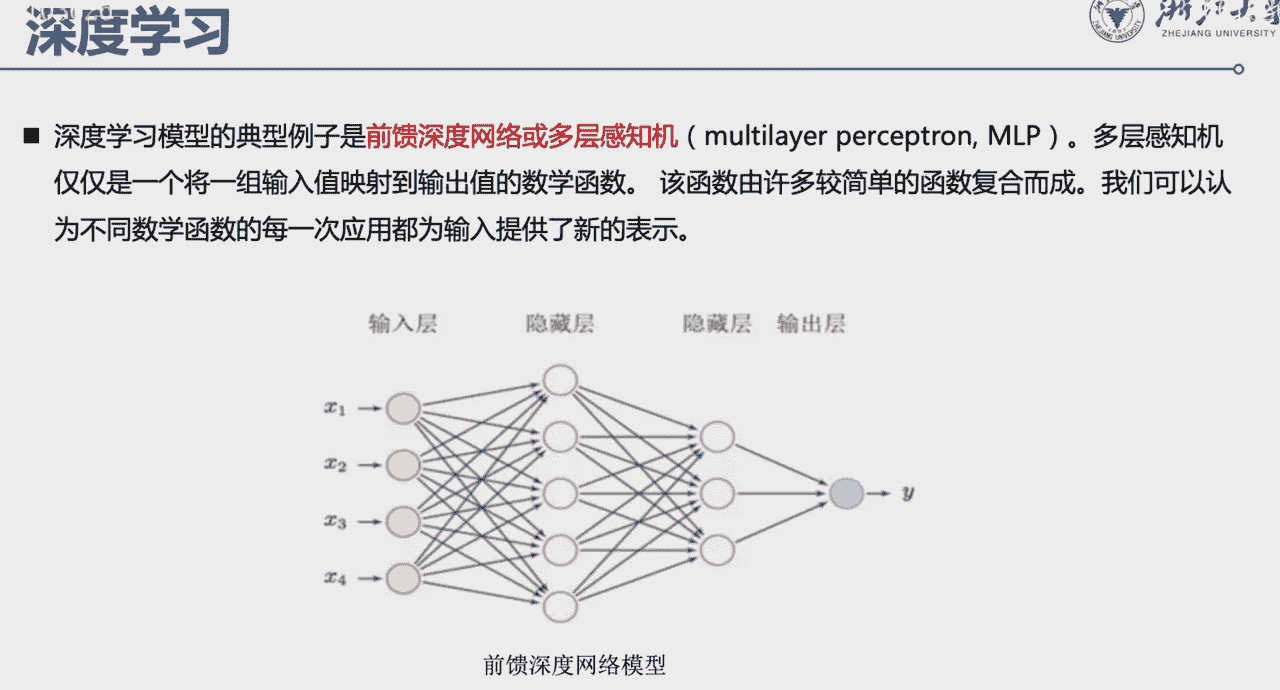 深度学习
浙江大学
ZHEJIANG UNIVERSITY
■ 深度学习模型的典型例子是前馈深度网络或多层感知机（multilayer perceptron, MLP）。多层感知机
仅仅是一个将一组输入值映射到输出值的数学函数。 该函数由许多较简单的函数复合而成。我们可以认
为不同数学函数的每一次应用都为输入提供了新的表示。
输入层 隐藏层 隐藏层 输出层
x1
x2
x3
x4
y
前馈深度网络模型